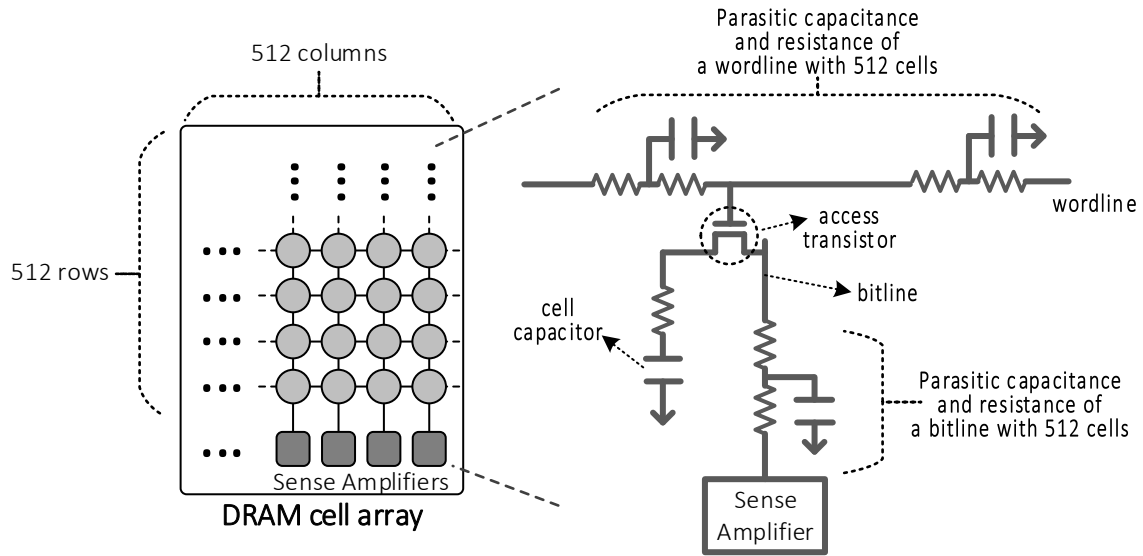 512 columns
512 rows
Sense Amplifiers
DRAM cell array
Parasitic capacitance
and resistance of
a wordline with 512 cells
wordline
access
transistor
bitline
cell
capacitor
Parasitic capacitance
and resistance of
a bitline with 512 cells
Sense
Amplifier